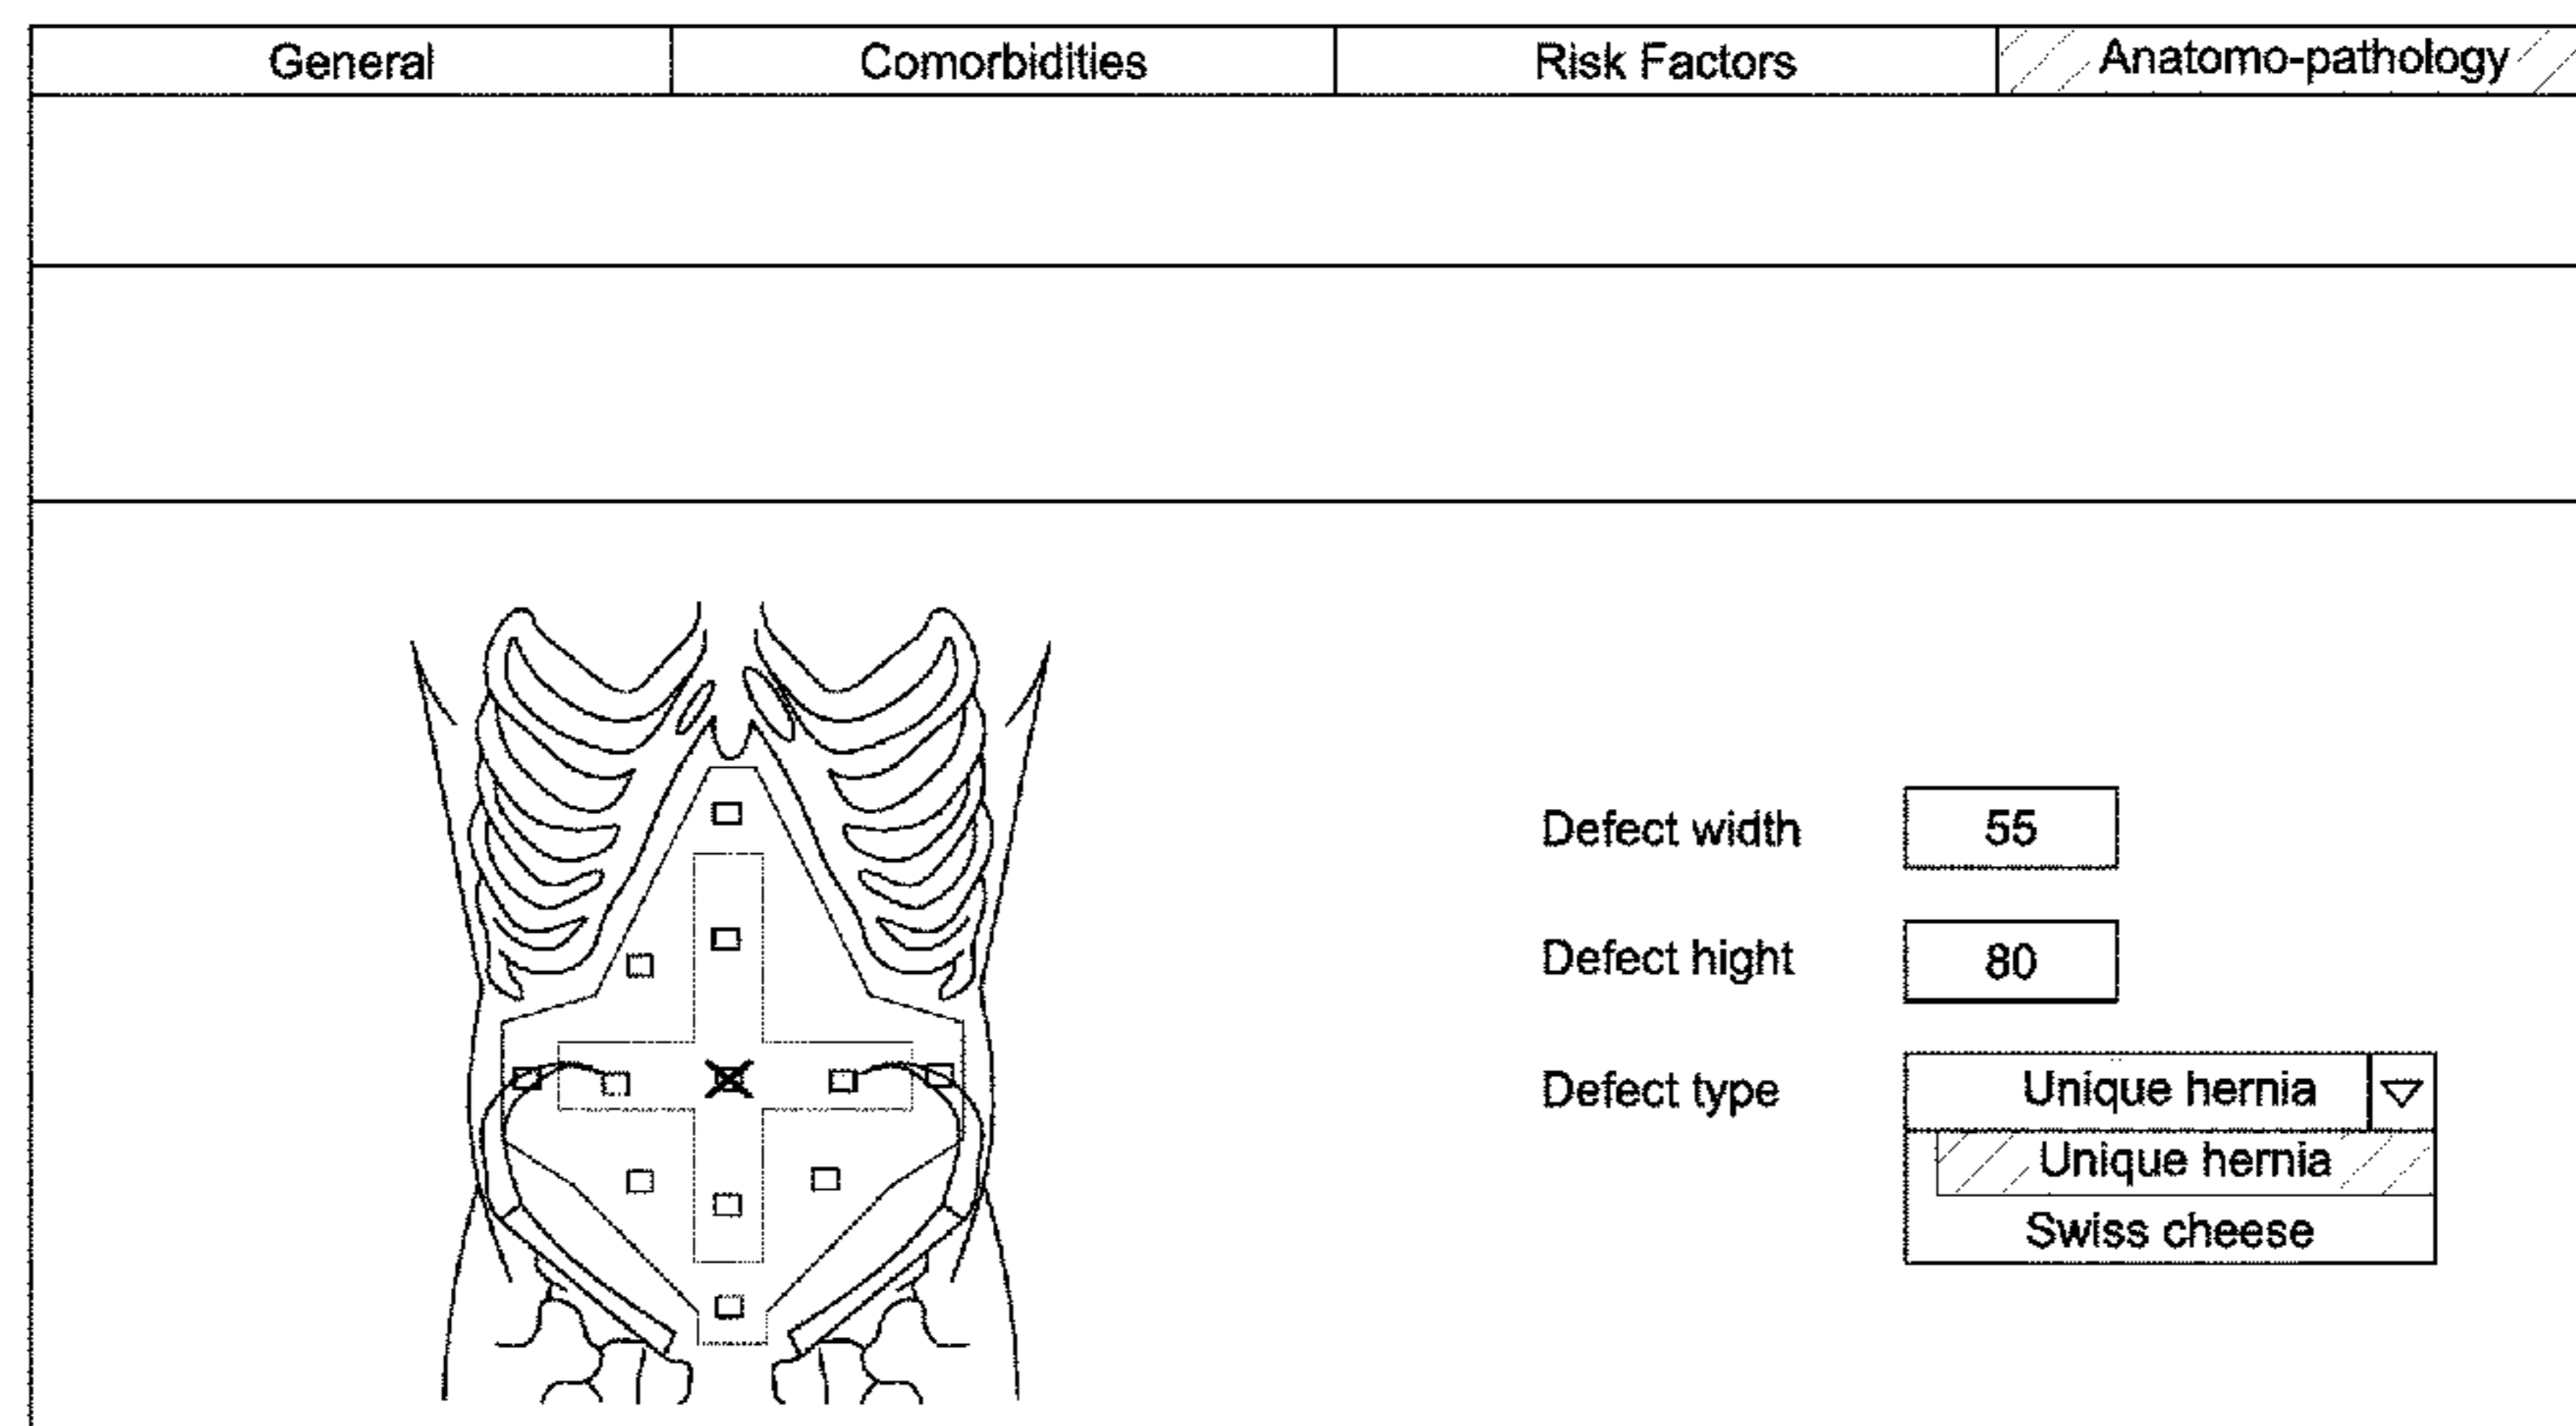 General Comorbidities Risk Factors Anatomo-pathology
Defect width 55
Defect hight 80
Defect type Unique hernia
Unique hernia
Swiss cheese